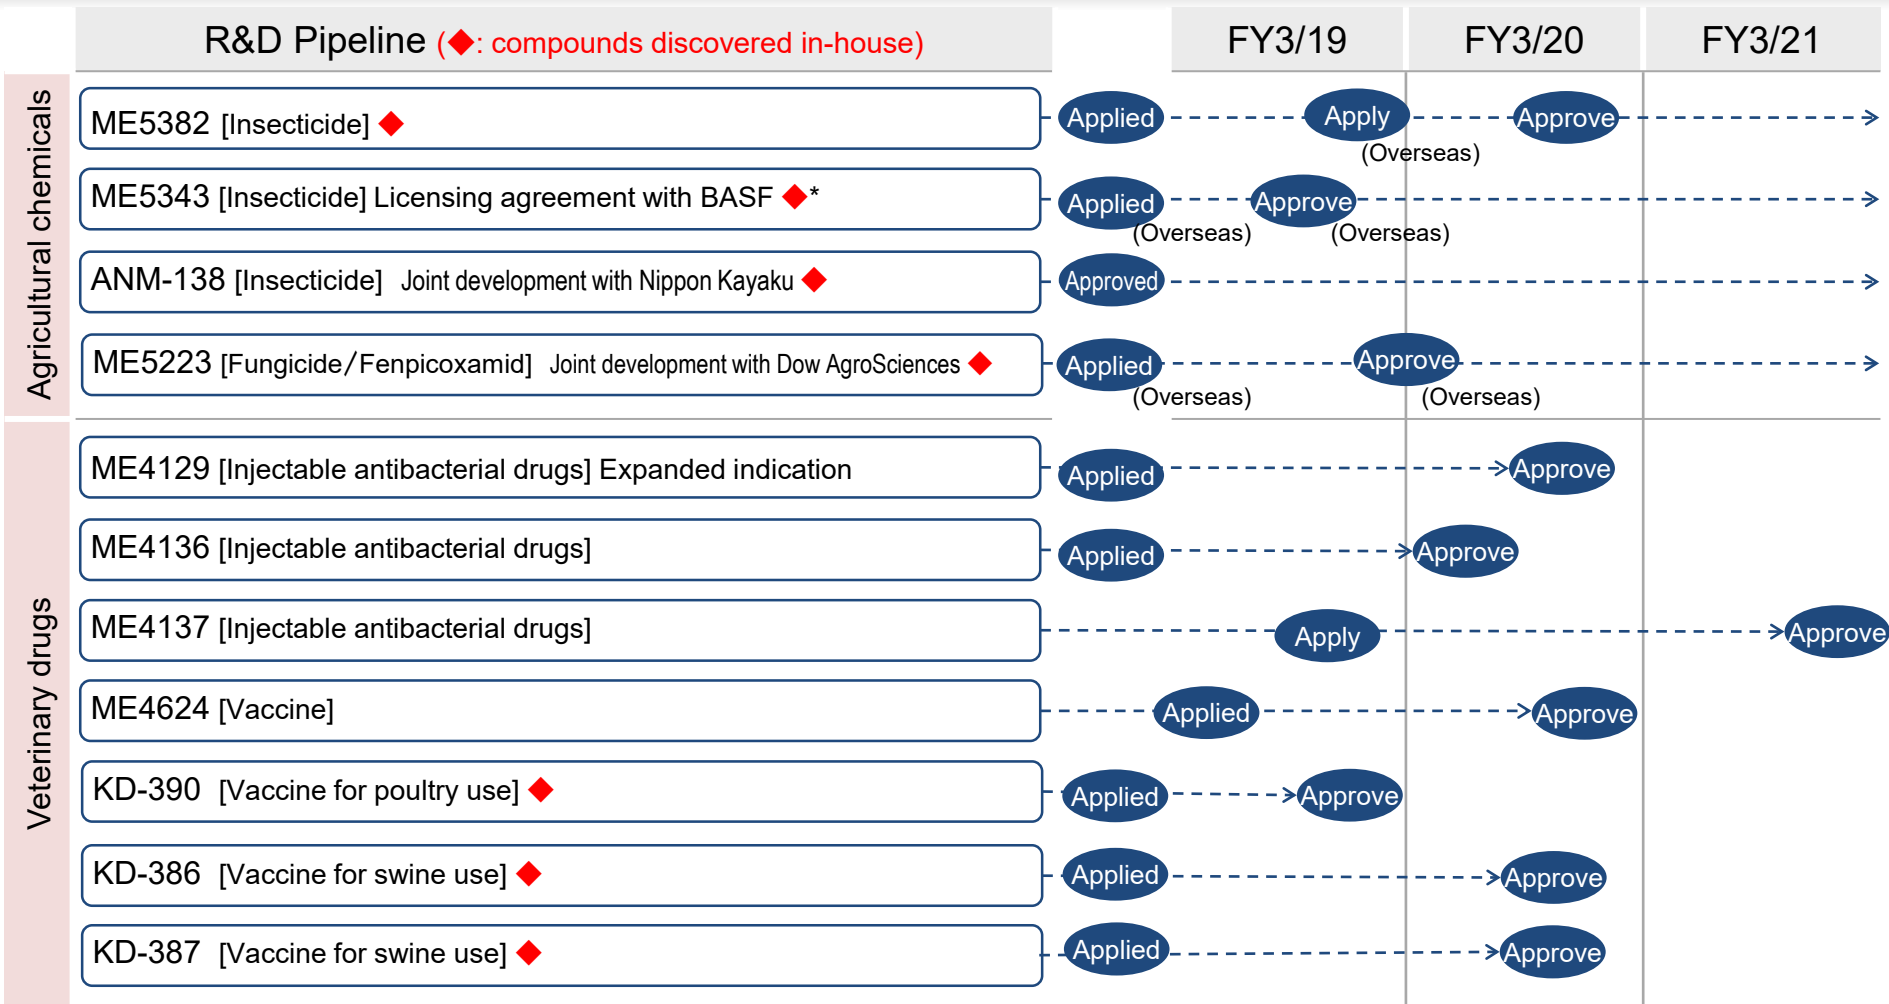 R&D Pipeline (◆: compounds discovered in-house) FY3/19 FY3/20 FY3/21
Agricultural chemicals
ME5382 [Insecticide] ◆ Applied Apply Approve
(Overseas)
ME5343 [Insecticide] Licensing agreement with BASF ◆* Applied Approve
(Overseas) (Overseas)
ANM-138 [Insecticide] Joint development with Nippon Kayaku ◆ Approved
ME5223 [Fungicide/Fenpicoxamid] Joint development with Dow AgroSciences ◆ Applied Approve
(Overseas) (Overseas)
Veterinary drugs
ME4129 [Injectable antibacterial drugs] Expanded indication Applied Approve
ME4136 [Injectable antibacterial drugs] Applied Approve
ME4137 [Injectable antibacterial drugs] Apply Approve
ME4624 [Vaccine] Applied Approve
KD-390 [Vaccine for poultry use] ◆ Applied Approve
KD-386 [Vaccine for swine use] ◆ Applied Approve
KD-387 [Vaccine for swine use] ◆ Applied Approve